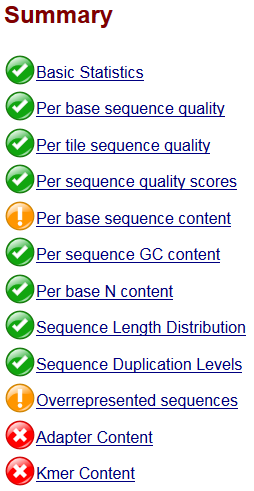 Summary
Basic Statistics
Per base sequence quality
Per tile sequence quality
Per sequence quality scores
Per base sequence content
Per sequence GC content
Per base N content
Sequence Length Distribution
Sequence Duplication Levels
Overrepresented sequences
Adapter Content
Kmer Content